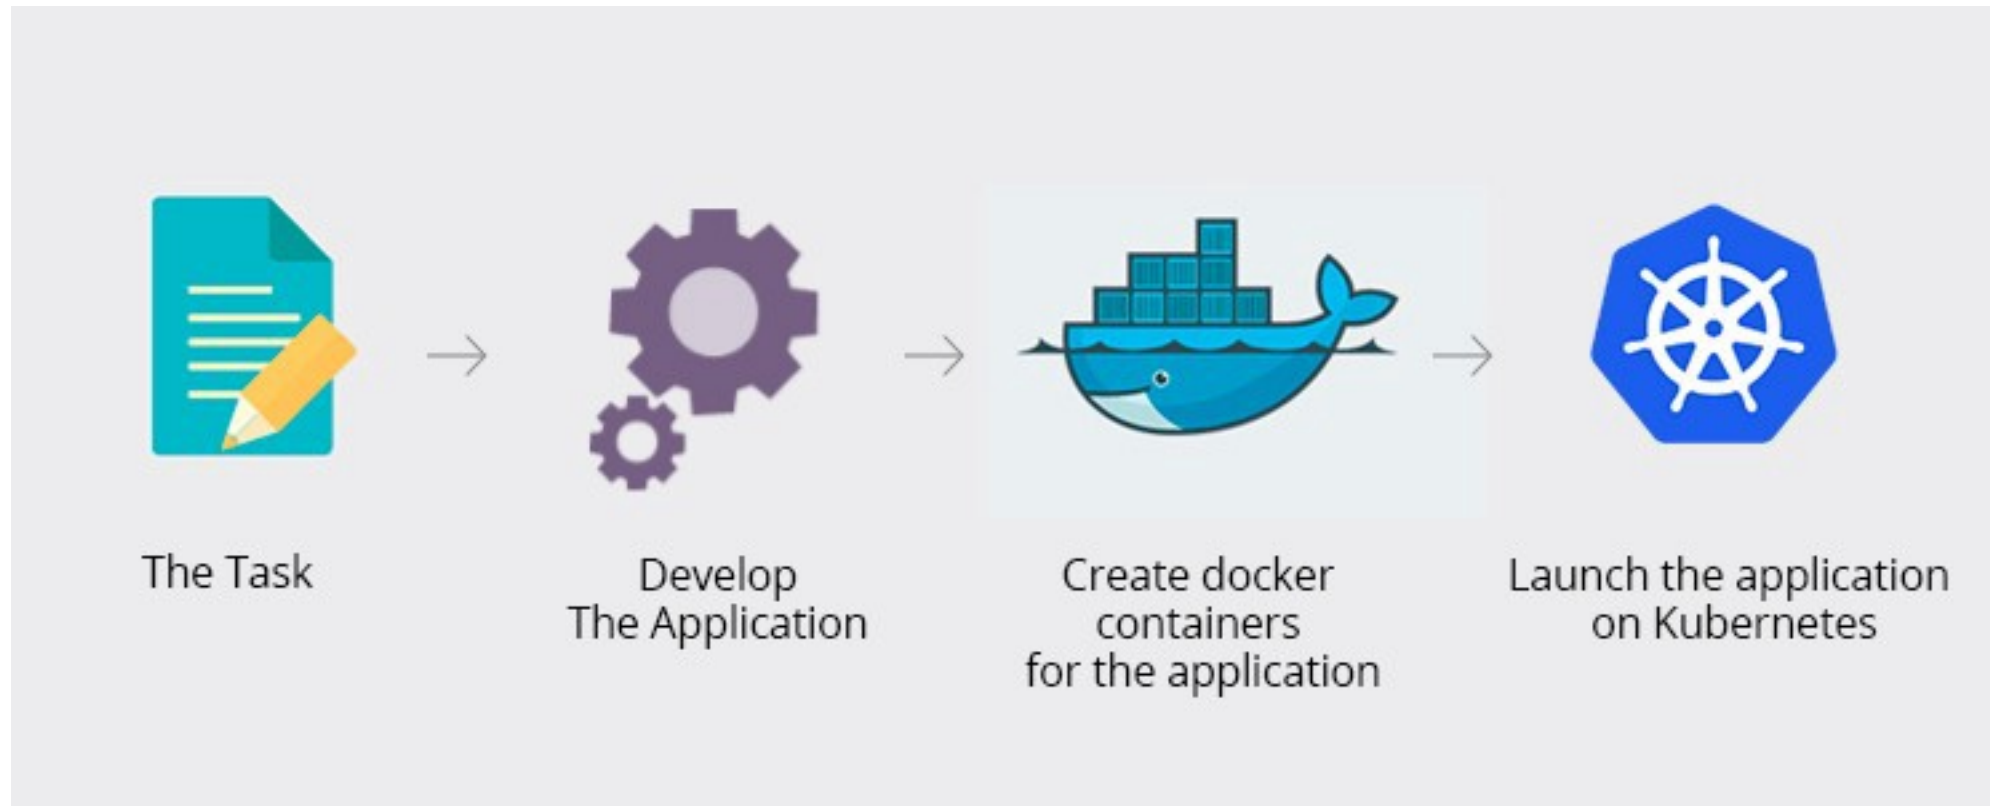 The Task
Develop
The Application
Create docker
containers
for the application
Launch the application
on Kubernetes